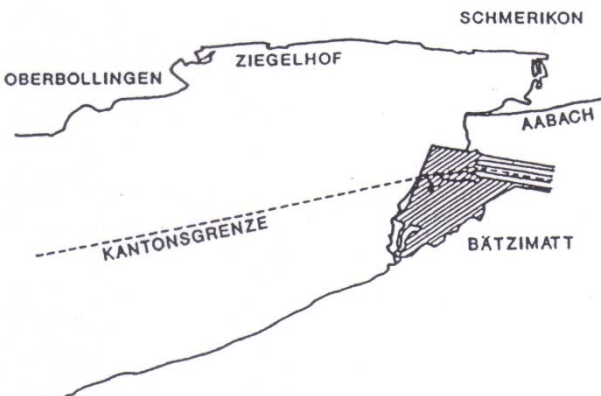 SCHMERIKON
ZIEGELHOF
OBERBOLLINGEN
AABACH
KANTONSGRENZE
BÄTZIMATT